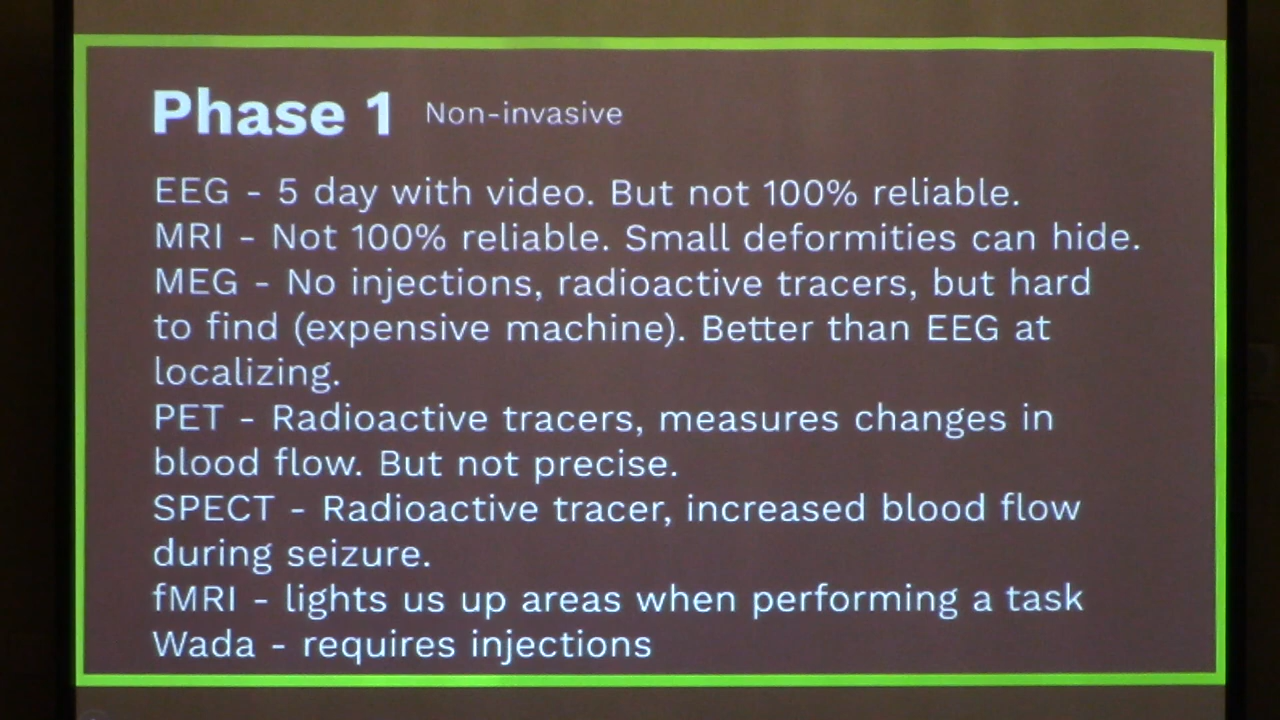 Phase 1 Non-invasive
EEG - 5 day with video. But not 100% reliable.
MRI - Not 100% reliable. Small deformities can hide.
MEG - No injections, radioactive tracers, but hard
to find (expensive machine). Better than EEG at
localizing.
PET - Radioactive tracers, measures changes in
blood flow. But not precise.
SPECT - Radioactive tracer, increased blood flow
during seizure.
fMRI - lights us up areas when performing a task
Wada - requires injections